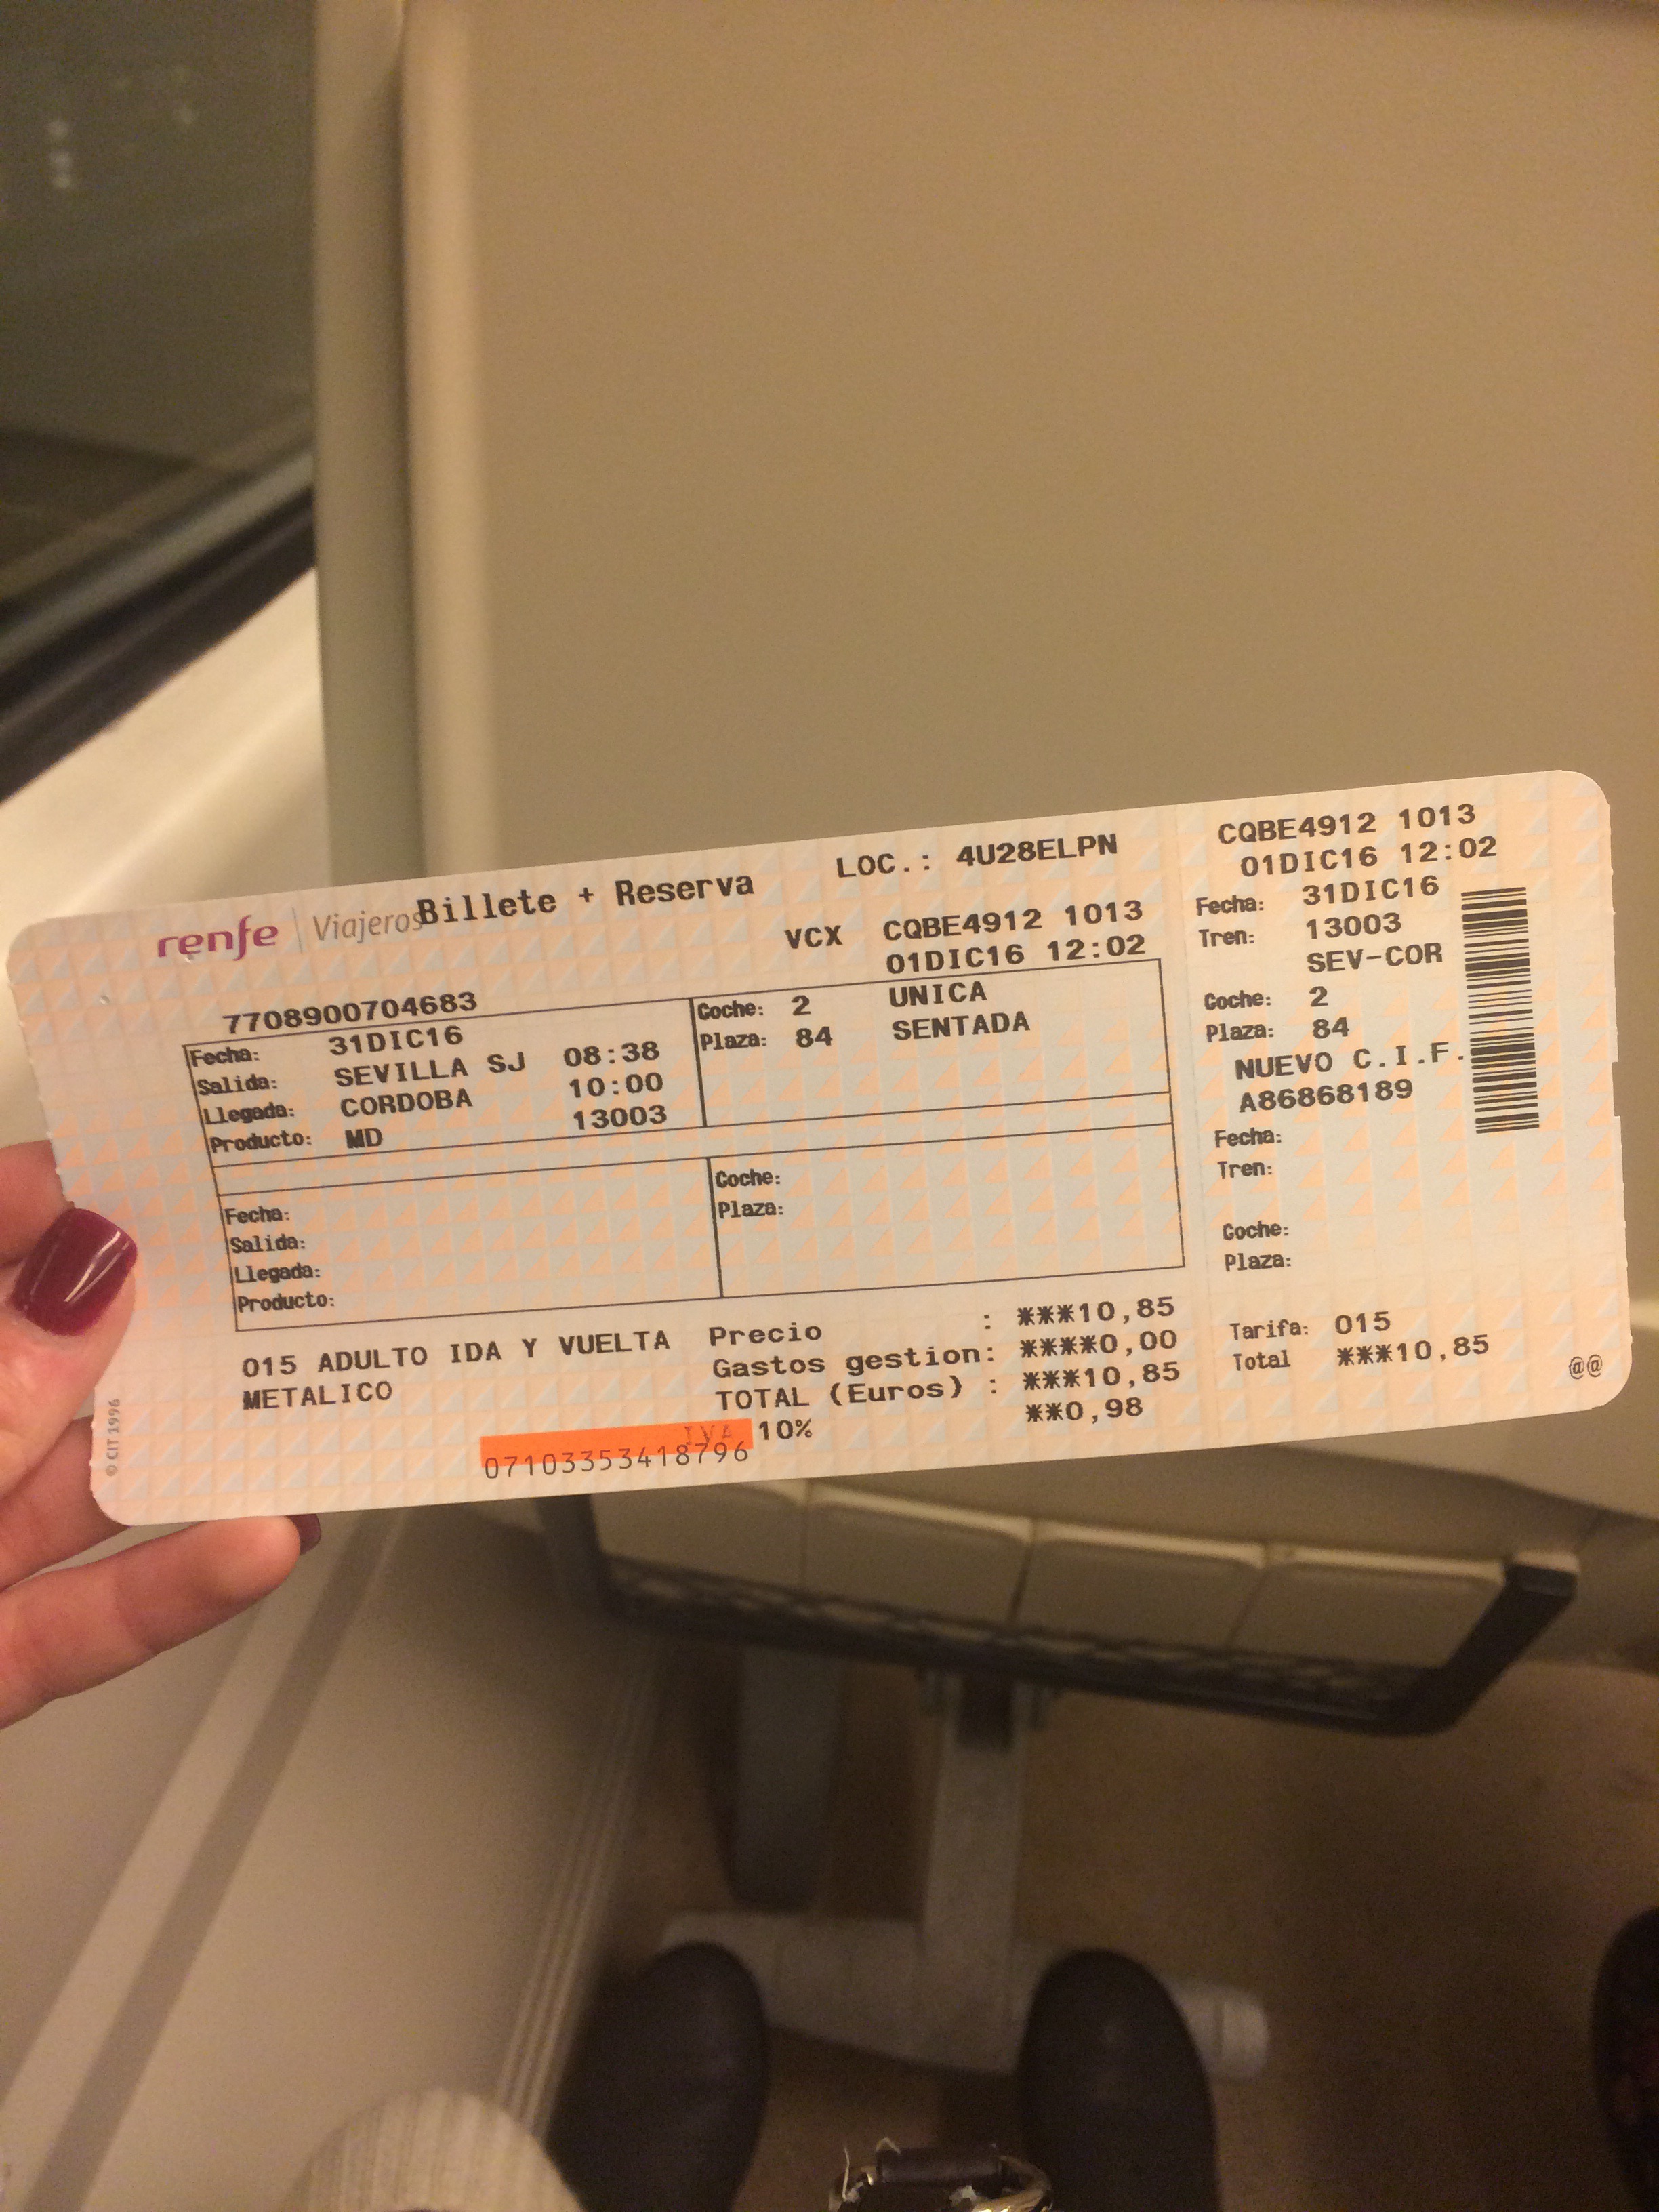 renfe Viajeros Billete + Reserva LOC.: 4U28ELPN
VCX CQBE4912 1013
01DIC16 12:02
7708900704683
Fecha: 31DIC16
Salida: SEVILLA SJ 08:38
Llegada: CORDOBA 10:00
Producto: MD 13003
Coche: 2 UNICA
Plaza: 84 SENTADA
Fecha:
Salida:
Llegada:
Producto:
Coche:
Plaza:
015 ADULTO IDA Y VUELTA
METALICO
Precio : ***10,85
Gastos gestion: ****0,00
TOTAL (Euros) : ***10,85
IVA 10% **0,98
07103353418796
© CIT 1996
CQBE4912 1013
01DIC16 12:02
Fecha: 31DIC16
Tren: 13003
SEV-COR
Coche: 2
Plaza: 84
NUEVO C.I.F.
A86868189
Fecha:
Tren:
Coche:
Plaza:
Tarifa: 015
Total ***10,85
@@